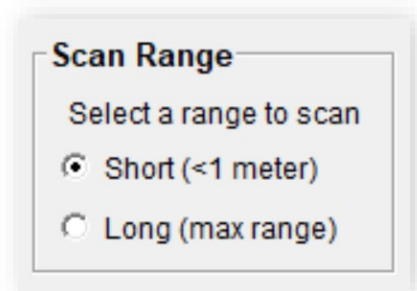 Scan Range
Select a range to scan
Short (<1 meter)
Long (max range)